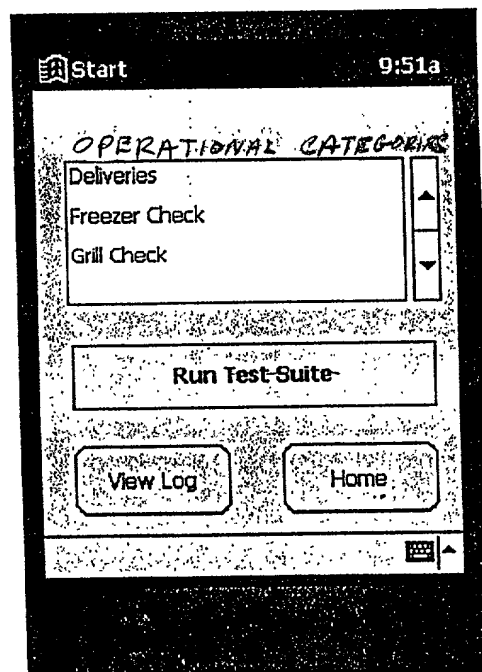 Start 9:51a
OPERATIONAL CATEGORIES
Deliveries
Freezer Check
Grill Check
Run Test Suite
View Log Home